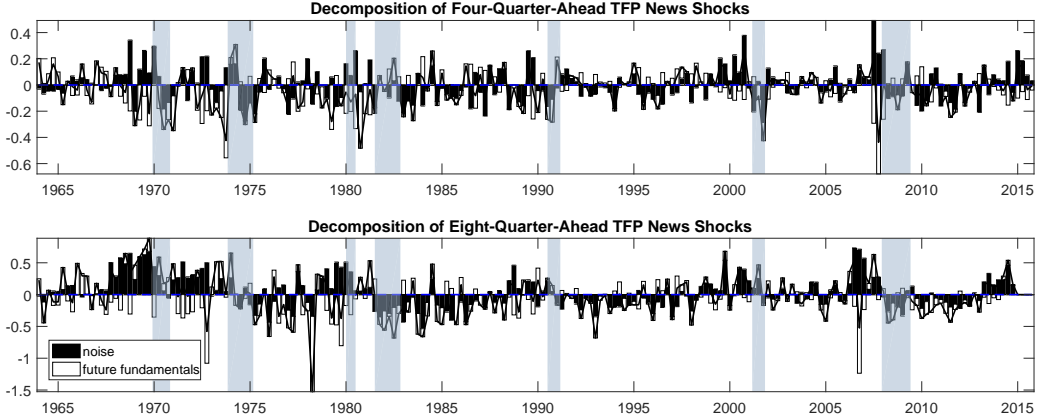 Decomposition of Four-Quarter-Ahead TFP News Shocks
0.4
0.2
0
-0.2
-0.4
-0.6
1965 1970 1975 1980 1985 1990 1995 2000 2005 2010 2015
Decomposition of Eight-Quarter-Ahead TFP News Shocks
0.5
0
-0.5
-1
-1.5
noise
future fundamentals
1965 1970 1975 1980 1985 1990 1995 2000 2005 2010 2015